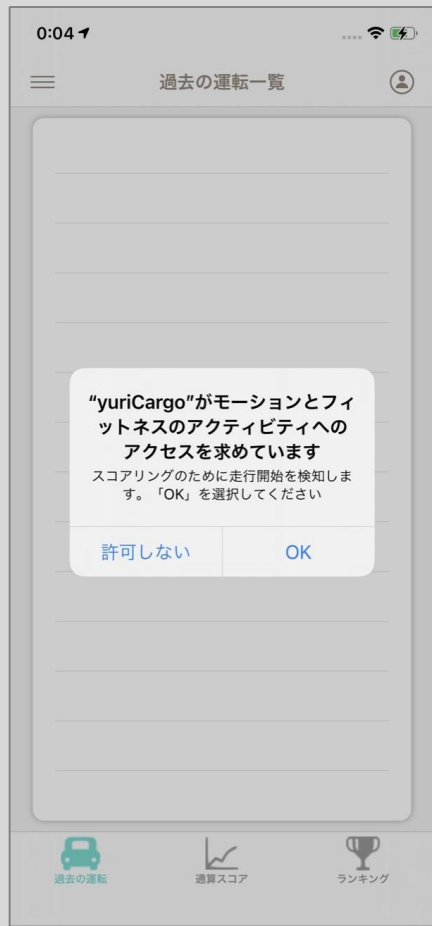 0:04
過去の運転一覧
“yuriCargo”がモーションとフィ
ットネスのアクティビティへの
アクセスを求めています
スコアリングのために走行開始を検知しま
す。「OK」を選択してください
許可しない
OK
過去の運転
通算スコア
ランキング